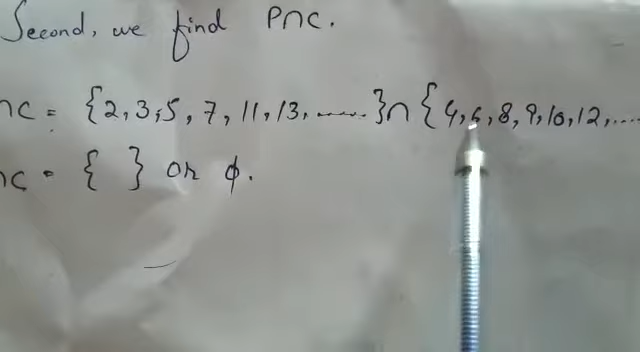 Second, we find P∩C.
∩C = {2,3,5,7,11,13,......}∩{4,6,8,9,10,12,....
∩C = { } or ϕ.